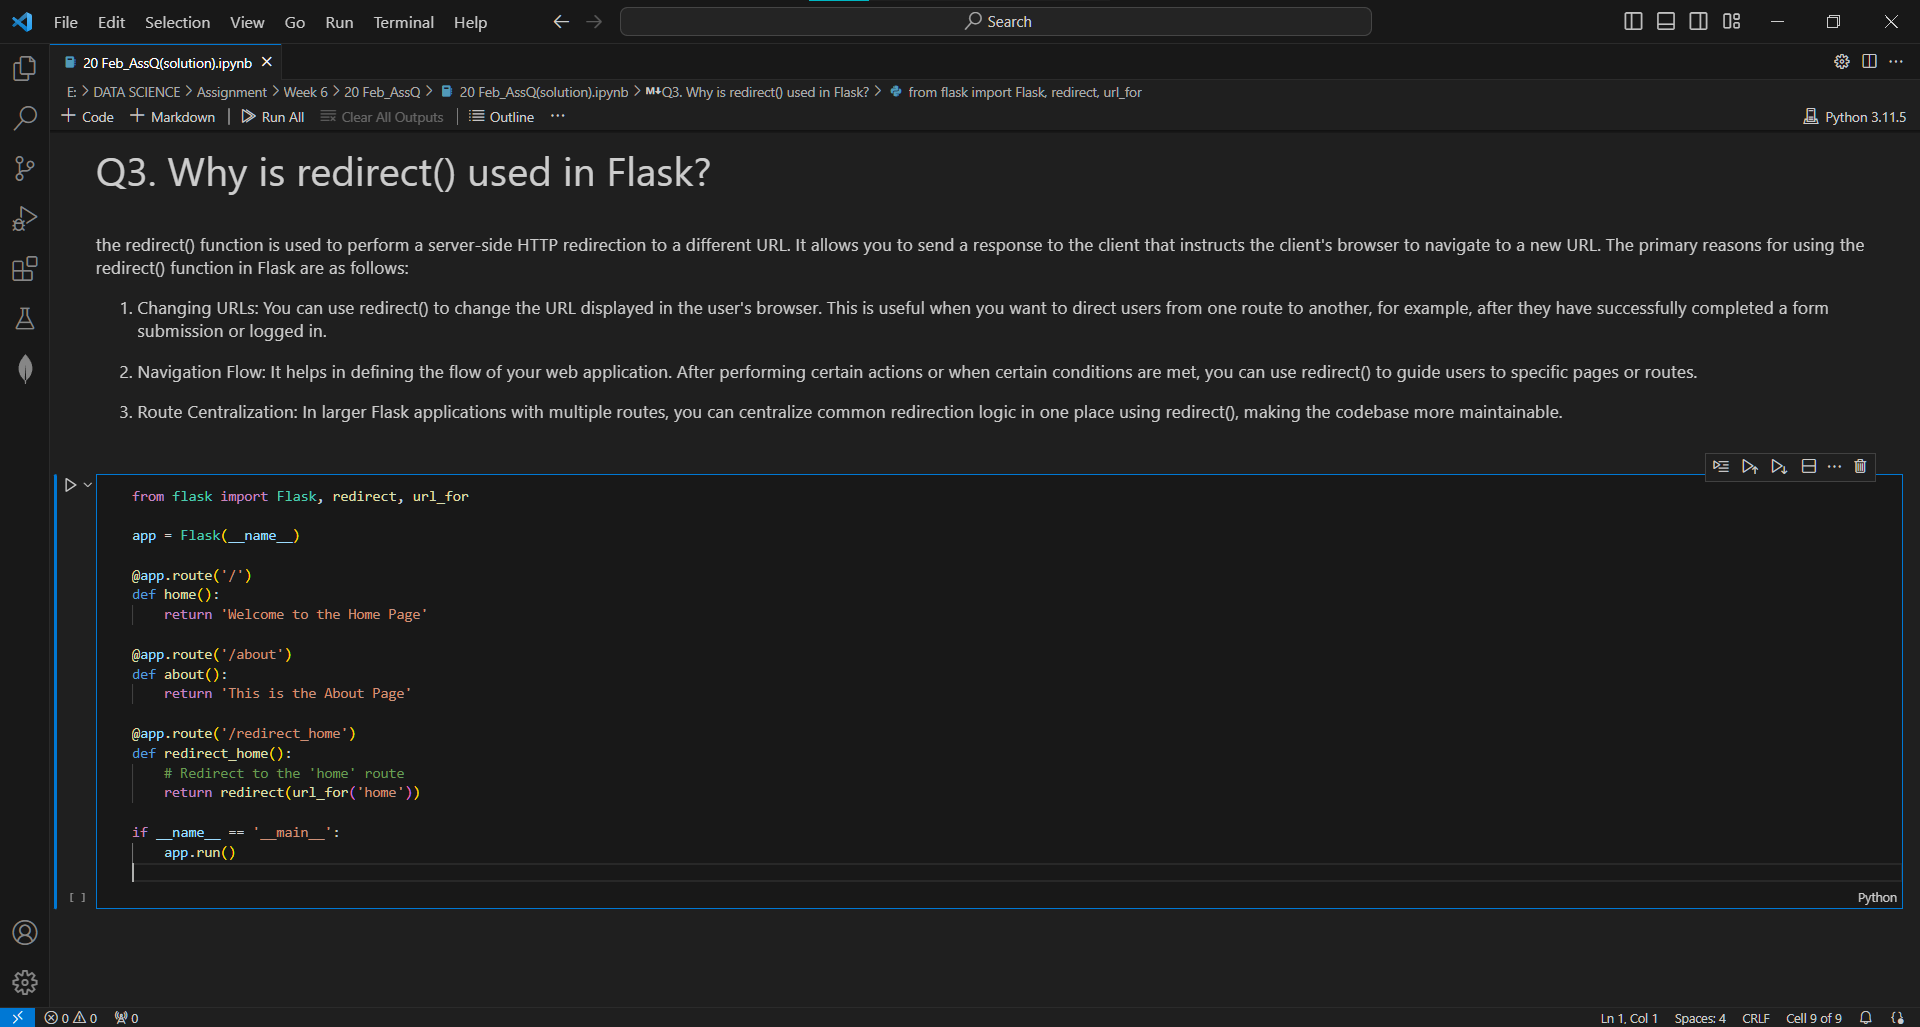 File Edit Selection View Go Run Terminal Help Search
20 Feb_AssQ(solution).ipynb
E: > DATA SCIENCE > Assignment > Week 6 > 20 Feb_AssQ > 20 Feb_AssQ(solution).ipynb > M↓Q3. Why is redirect() used in Flask? > from flask import Flask, redirect, url_for
+ Code + Markdown | Run All Clear All Outputs | Outline ··· Python 3.11.5
Q3. Why is redirect() used in Flask?
the redirect() function is used to perform a server-side HTTP redirection to a different URL. It allows you to send a response to the client that instructs the client's browser to navigate to a new URL. The primary reasons for using the
redirect() function in Flask are as follows:
1. Changing URLs: You can use redirect() to change the URL displayed in the user's browser. This is useful when you want to direct users from one route to another, for example, after they have successfully completed a form
submission or logged in.
2. Navigation Flow: It helps in defining the flow of your web application. After performing certain actions or when certain conditions are met, you can use redirect() to guide users to specific pages or routes.
3. Route Centralization: In larger Flask applications with multiple routes, you can centralize common redirection logic in one place using redirect(), making the codebase more maintainable.
from flask import Flask, redirect, url_for
app = Flask(__name__)
@app.route('/')
def home():
    return 'Welcome to the Home Page'
@app.route('/about')
def about():
    return 'This is the About Page'
@app.route('/redirect_home')
def redirect_home():
    # Redirect to the 'home' route
    return redirect(url_for('home'))
if __name__ == '__main__':
    app.run()
[ ] Python
0 0 0 Ln 1, Col 1 Spaces: 4 CRLF Cell 9 of 9